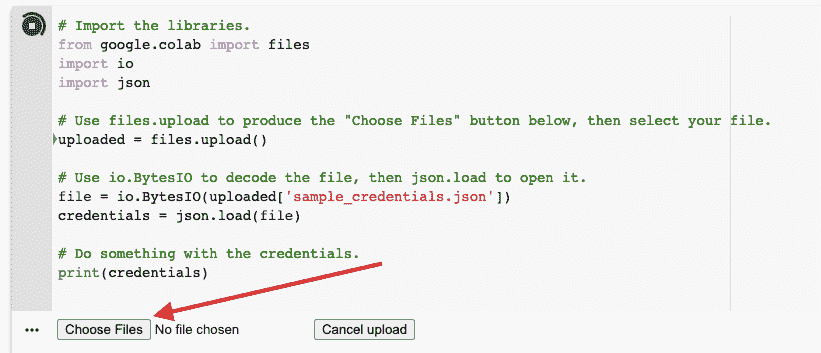 # Import the libraries.
from google.colab import files
import io
import json
# Use files.upload to produce the "Choose Files" button below, then select your file.
uploaded = files.upload()
# Use io.BytesIO to decode the file, then json.load to open it.
file = io.BytesIO(uploaded['sample_credentials.json'])
credentials = json.load(file)
# Do something with the credentials.
print(credentials)
Choose Files No file chosen Cancel upload